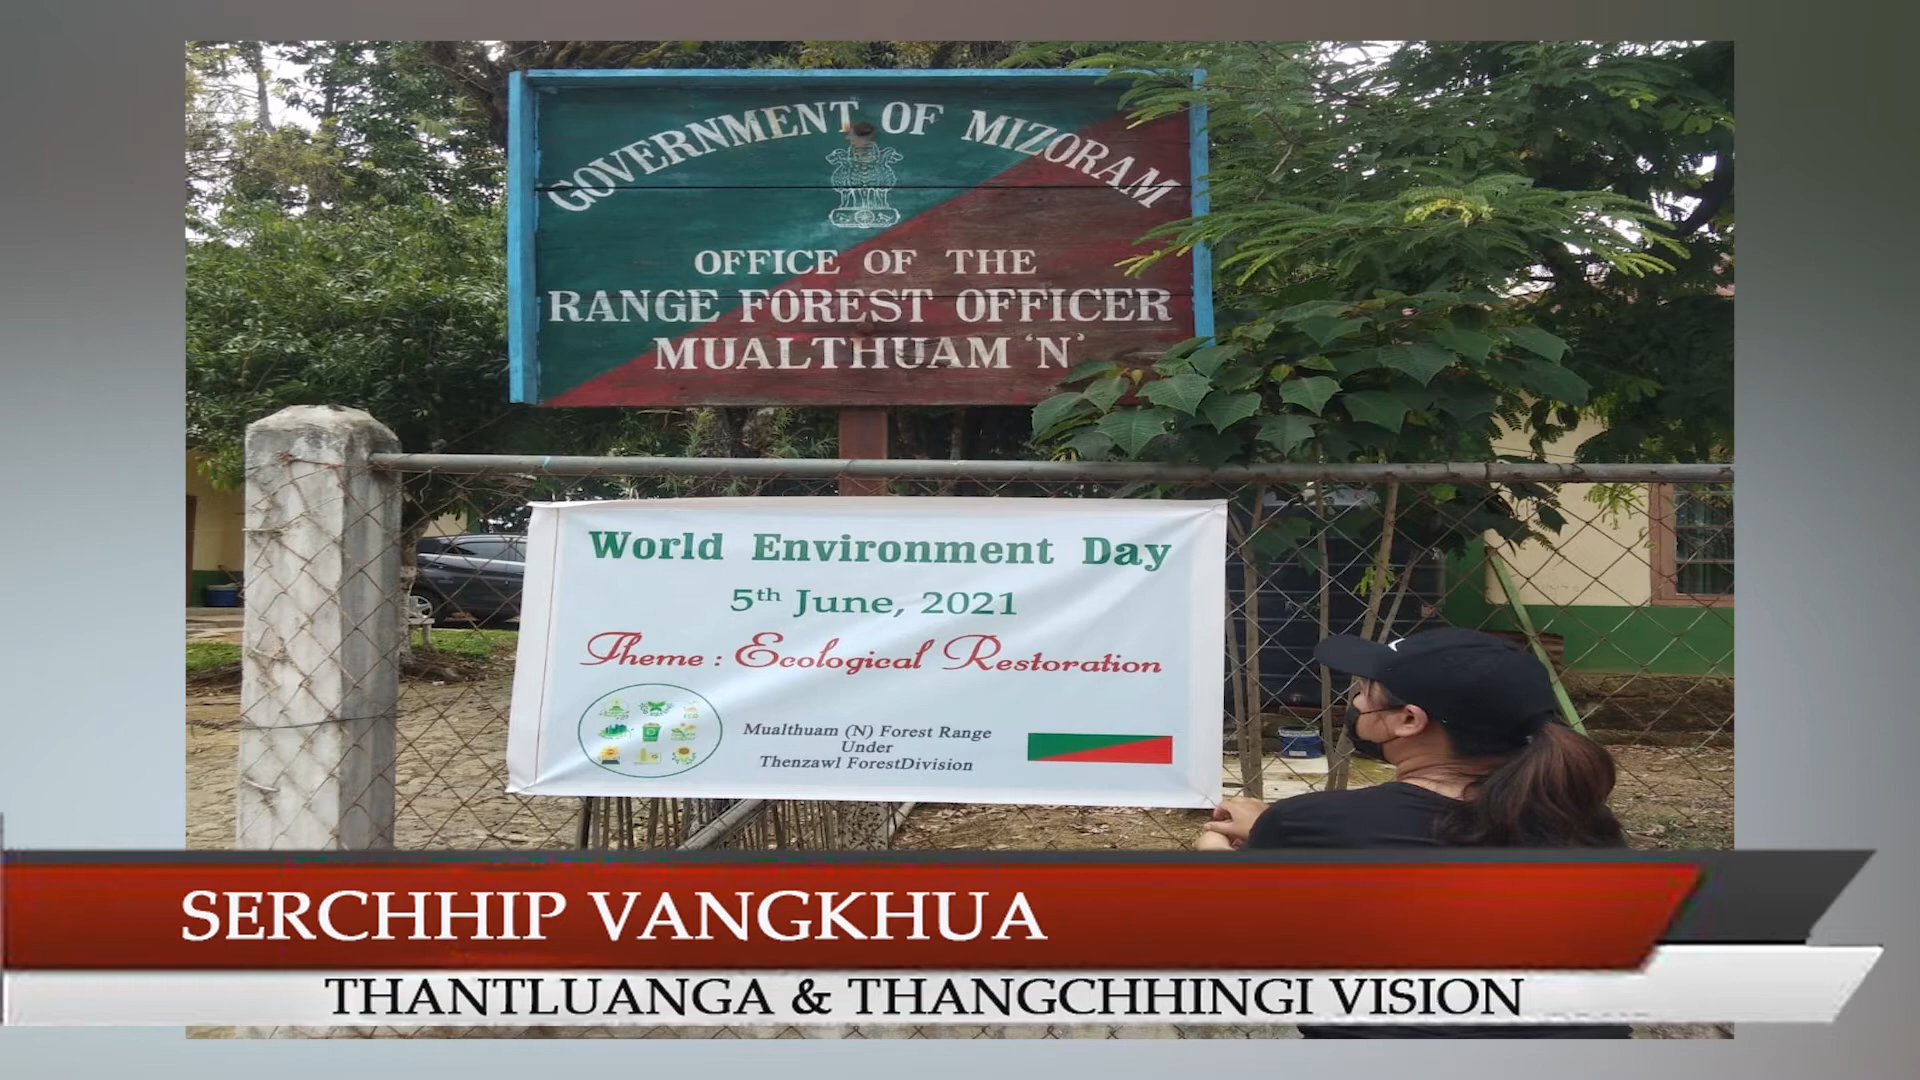 GOVERNMENT OF MIZORAM
OFFICE OF THE
RANGE FOREST OFFICER
MUALTHUAM 'N'
World Environment Day
5th June, 2021
Theme : Ecological Restoration
Mualthuam (N) Forest Range
Under
Thenzawl ForestDivision
SERCHHIP VANGKHUA
THANTLUANGA & THANGCHHINGI VISION